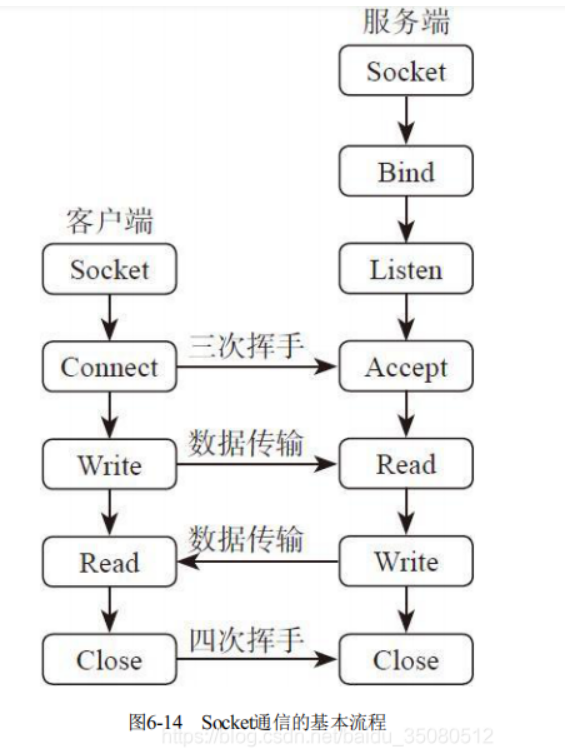 服务端
Socket
Bind
客户端
Socket
Listen
Connect
三次挥手
Accept
Write
数据传输
Read
Read
数据传输
Write
Close
四次挥手
Close
图6-14 Socket通信的基本流程
https://blog.csdn.net/baidu_35080512